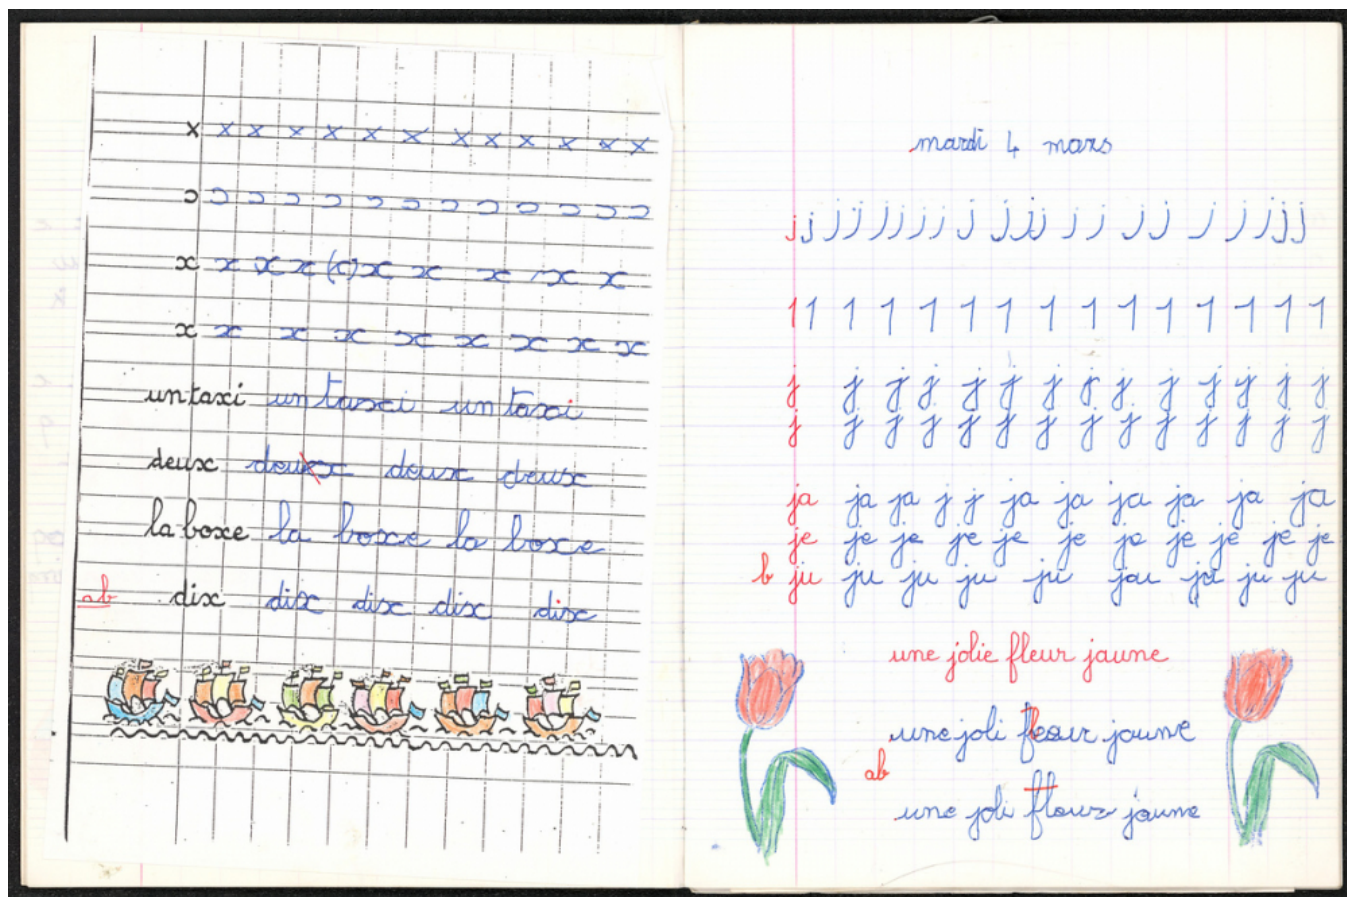 x x x x x x x x x x x x x
ɔ ɔ ɔ ɔ ɔ ɔ ɔ ɔ ɔ ɔ ɔ ɔ ɔ
x x x x (c) x x x x x
x x x x x x x x x
un taxi un taxi un taxi
deux deuxx deux deux
la boxe la boxe la boxe
ab dix dix dix dix dix
mardi 4 mars
j j j j j j j j j j j j j j j j j j j j j
1 1 1 1 1 1 1 1 1 1 1 1 1 1 1
j j j j j j j j j j j j j j
j j j j j j j j j j j j j j
ja ja ja j j ja ja ja ja ja ja
je je je je je je je je je je je
b ju ju ju ju ju jau ju ju ju
une jolie fleur jaune
une joli fleur jaune
ab
une joli fleur jaune